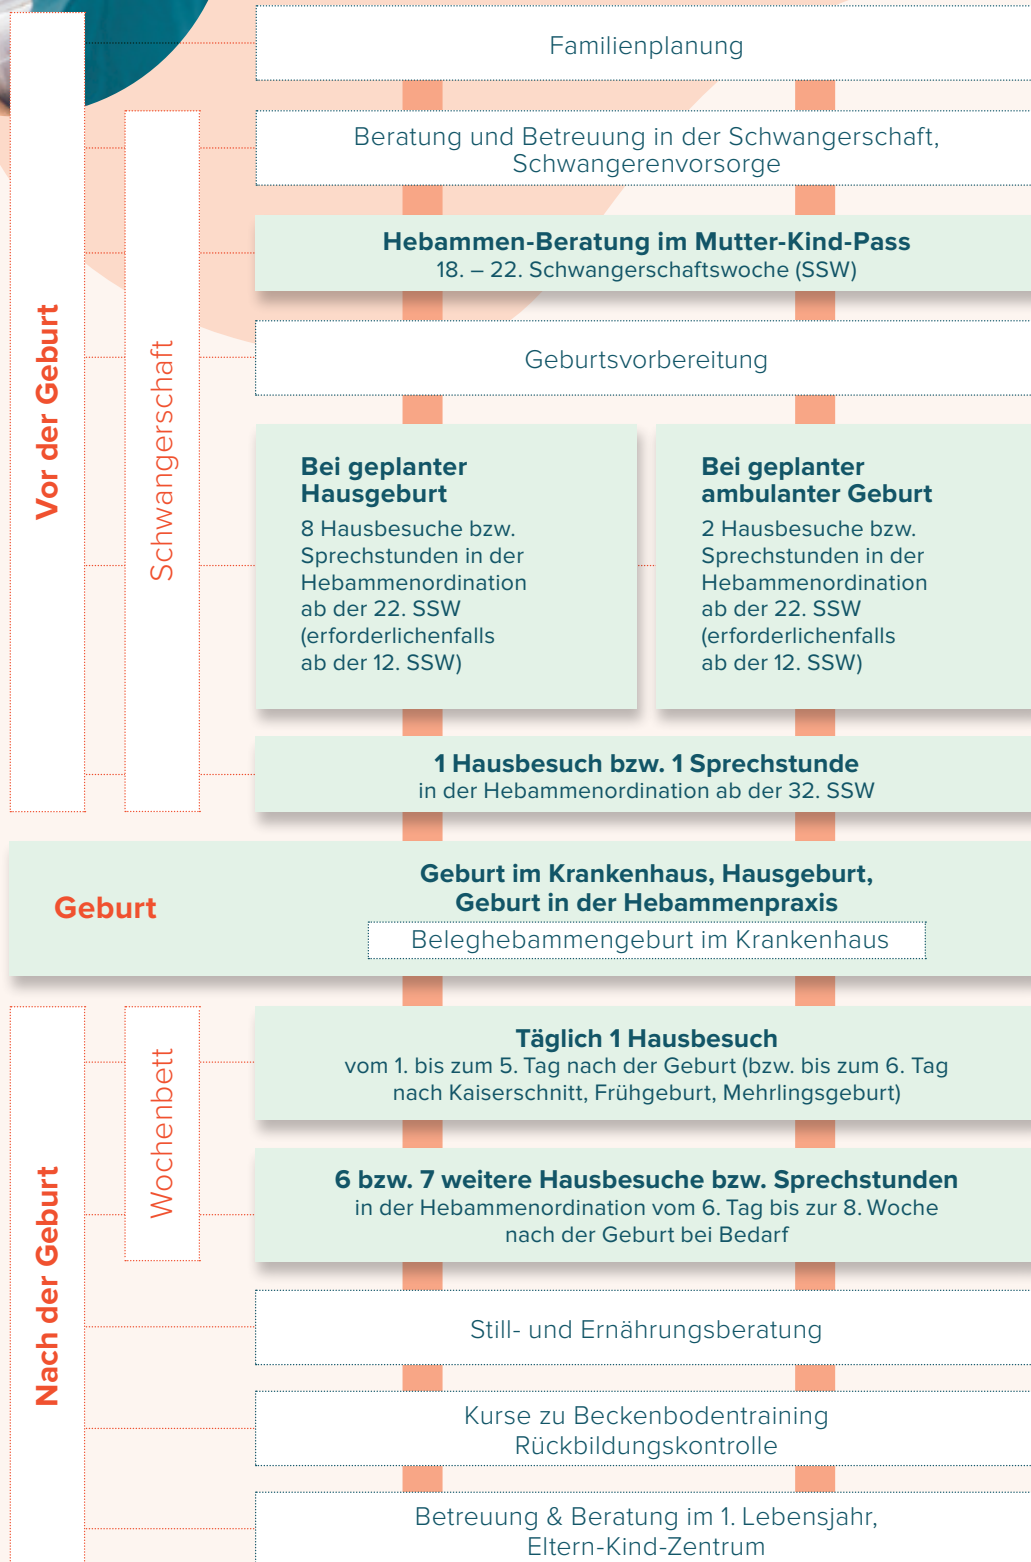 Vor der Geburt
Schwangerschaft
Familienplanung
Beratung und Betreuung in der Schwangerschaft,
Schwangerenvorsorge
Hebammen-Beratung im Mutter-Kind-Pass
18. – 22. Schwangerschaftswoche (SSW)
Geburtsvorbereitung
Bei geplanter
Hausgeburt
8 Hausbesuche bzw.
Sprechstunden in der
Hebammenordination
ab der 22. SSW
(erforderlichenfalls
ab der 12. SSW)
Bei geplanter
ambulanter Geburt
2 Hausbesuche bzw.
Sprechstunden in der
Hebammenordination
ab der 22. SSW
(erforderlichenfalls
ab der 12. SSW)
1 Hausbesuch bzw. 1 Sprechstunde
in der Hebammenordination ab der 32. SSW
Geburt
Geburt im Krankenhaus, Hausgeburt,
Geburt in der Hebammenpraxis
Beleghebammengeburt im Krankenhaus
Nach der Geburt
Wochenbett
Täglich 1 Hausbesuch
vom 1. bis zum 5. Tag nach der Geburt (bzw. bis zum 6. Tag
nach Kaiserschnitt, Frühgeburt, Mehrlingsgeburt)
6 bzw. 7 weitere Hausbesuche bzw. Sprechstunden
in der Hebammenordination vom 6. Tag bis zur 8. Woche
nach der Geburt bei Bedarf
Still- und Ernährungsberatung
Kurse zu Beckenbodentraining
Rückbildungskontrolle
Betreuung & Beratung im 1. Lebensjahr,
Eltern-Kind-Zentrum